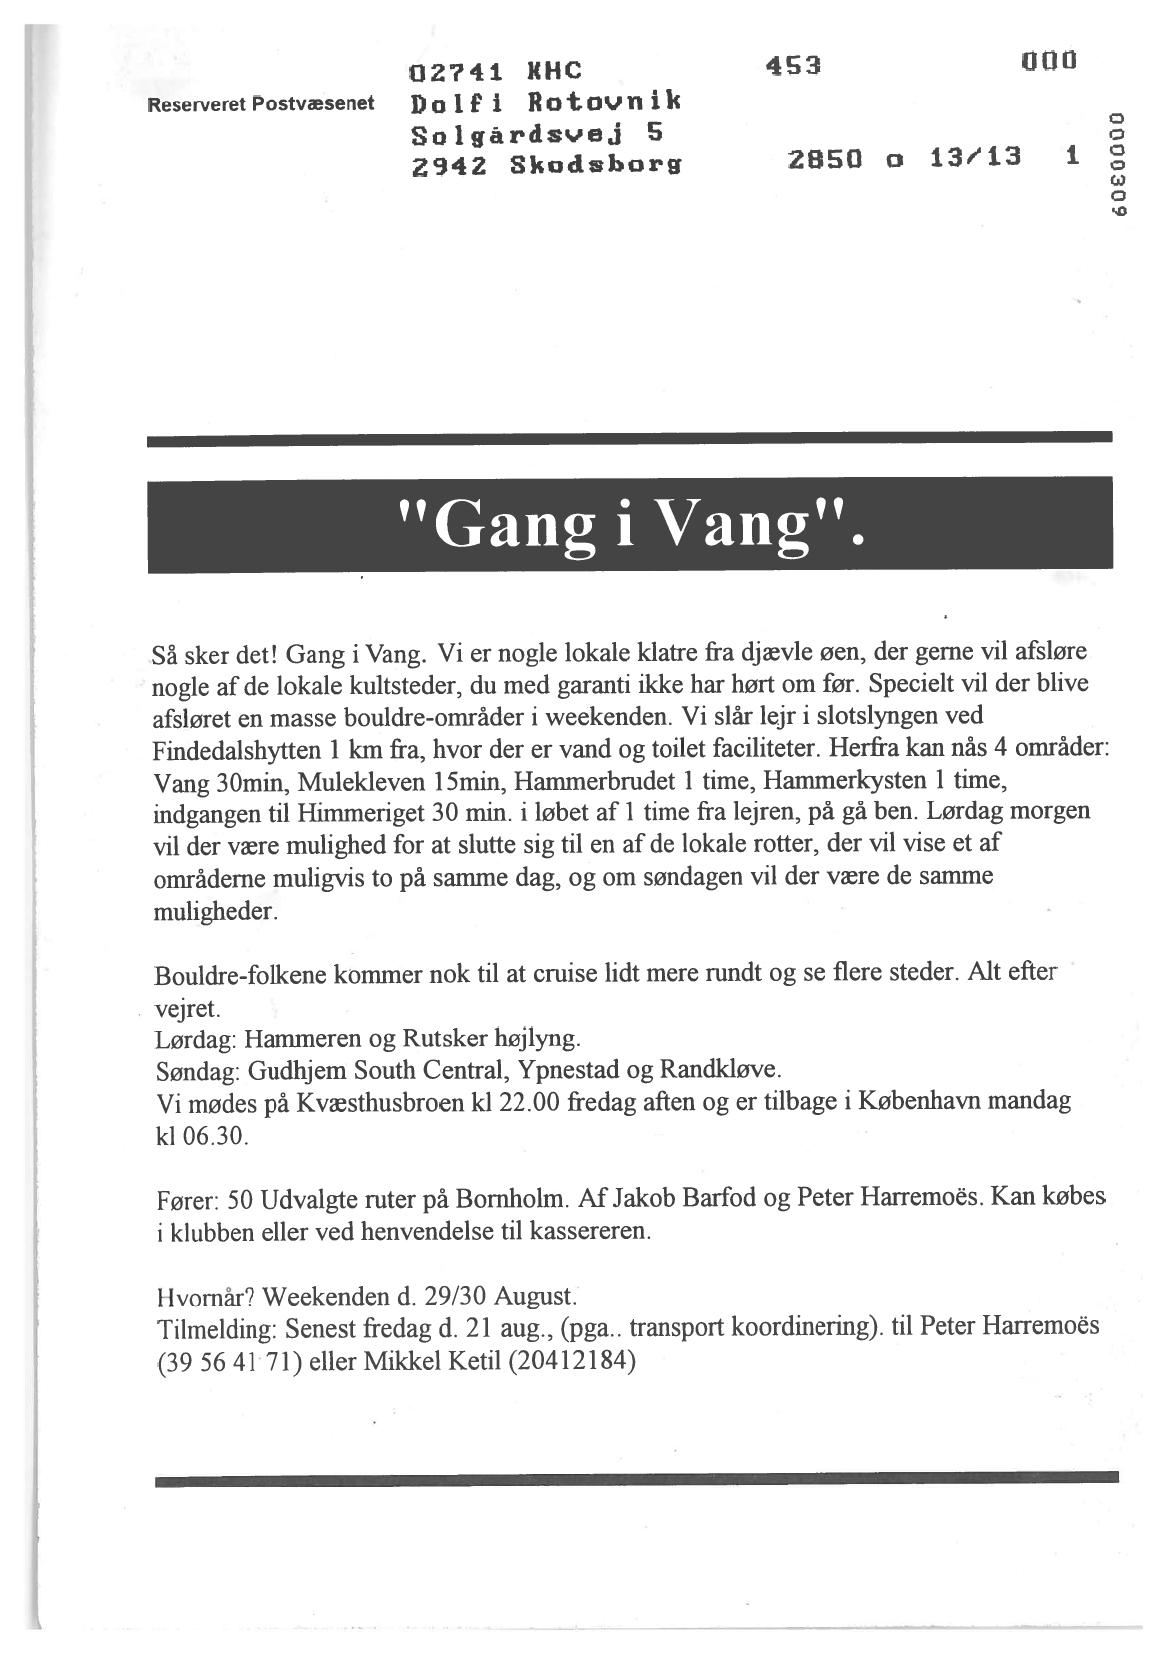 02741 KHC 453 000
Reserveret Postvæsenet Dolfi Rotovnik
Solgårdsvej 5
2942 Skodsborg 2850 o 13/13 1
0000309
"Gang i Vang".
Så sker det! Gang i Vang. Vi er nogle lokale klatre fra djævle øen, der gerne vil afsløre
nogle af de lokale kultsteder, du med garanti ikke har hørt om før. Specielt vil der blive
afsløret en masse bouldre-områder i weekenden. Vi slår lejr i slotslyngen ved
Findedalshytten 1 km fra, hvor der er vand og toilet faciliteter. Herfra kan nås 4 områder:
Vang 30min, Mulekleven 15min, Hammerbrudet 1 time, Hammerkysten 1 time,
indgangen til Himmeriget 30 min. i løbet af 1 time fra lejren, på gå ben. Lørdag morgen
vil der være mulighed for at slutte sig til en af de lokale rotter, der vil vise et af
områderne muligvis to på samme dag, og om søndagen vil der være de samme
muligheder.
Bouldre-folkene kommer nok til at cruise lidt mere rundt og se flere steder. Alt efter
vejret.
Lørdag: Hammeren og Rutsker højlyng.
Søndag: Gudhjem South Central, Ypnestad og Randkløve.
Vi mødes på Kvæsthusbroen kl 22.00 fredag aften og er tilbage i København mandag
kl 06.30.
Fører: 50 Udvalgte ruter på Bornholm. Af Jakob Barfod og Peter Harremoës. Kan købes
i klubben eller ved henvendelse til kassereren.
Hvornår? Weekenden d. 29/30 August.
Tilmelding: Senest fredag d. 21 aug., (pga.. transport koordinering). til Peter Harremoës
(39 56 41 71) eller Mikkel Ketil (20412184)